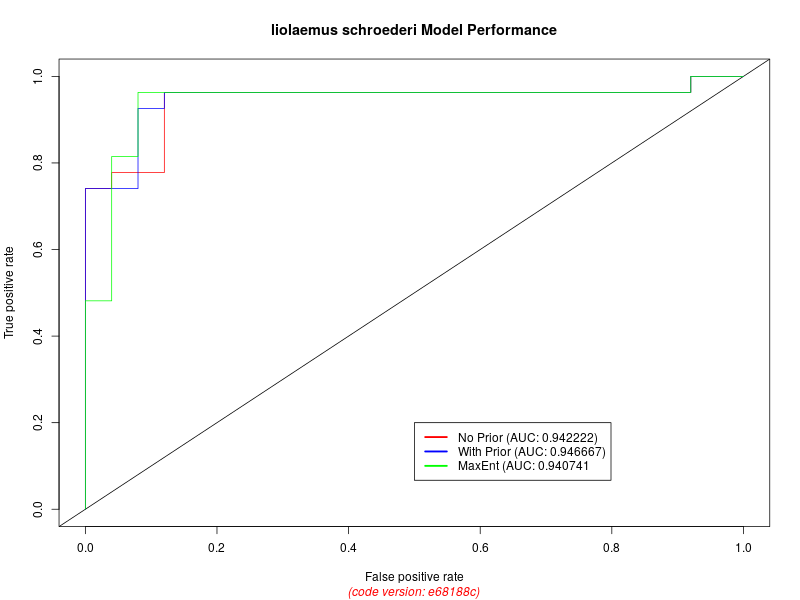 liolaemus schroederi Model Performance
True positive rate
1.0
0.8
0.6
0.4
0.2
0.0
No Prior (AUC: 0.942222)
With Prior (AUC: 0.946667)
MaxEnt (AUC: 0.940741
0.0 0.2 0.4 0.6 0.8 1.0
False positive rate
(code version: e68188c)